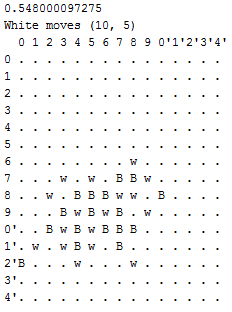 0.548000097275
White moves (10, 5)
  0 1 2 3 4 5 6 7 8 9 0'1'2'3'4'
0 . . . . . . . . . . . . . . .
1 . . . . . . . . . . . . . . .
2 . . . . . . . . . . . . . . .
3 . . . . . . . . . . . . . . .
4 . . . . . . . . . . . . . . .
5 . . . . . . . . . . . . . . .
6 . . . . . . . . w . . . . . .
7 . . . w . w . B B w . . . . .
8 . . w . B B B w w . B . . . .
9 . . . B w B w B . w . . . . .
0'. . B w B w B B B . . . . . .
1'. w . w B w . B . . . . . . .
2'B . . . w . . . w . . . . . .
3'. . . . . . . . . . . . . . .
4'. . . . . . . . . . . . . . .